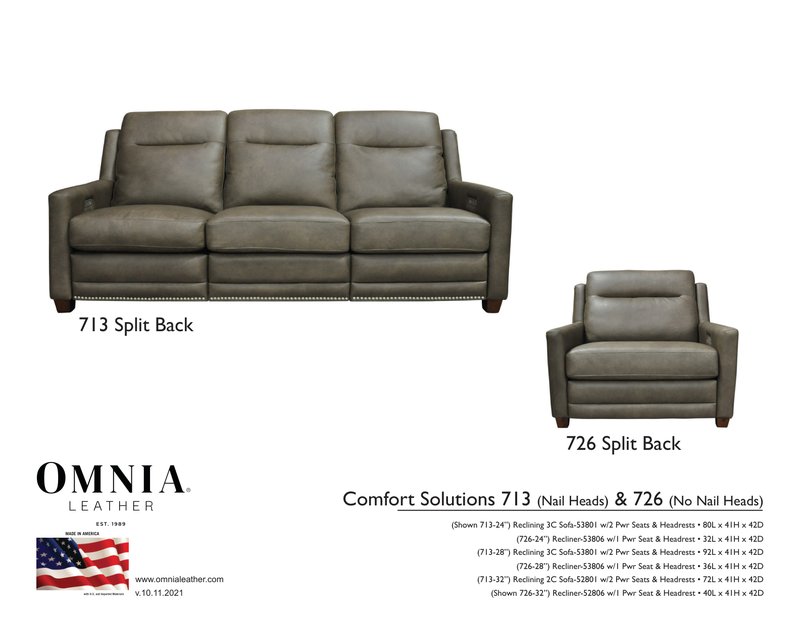 713 Split Back
726 Split Back
OMNIA®
LEATHER
EST. 1989
MADE IN AMERICA
with U.S. and Imported Materials
www.omnialeather.com
v.10.11.2021
Comfort Solutions 713 (Nail Heads) & 726 (No Nail Heads)
(Shown 713-24”) Reclining 3C Sofa-53801 w/2 Pwr Seats & Headrests • 80L x 41H x 42D
(726-24”) Recliner-53806 w/1 Pwr Seat & Headrest • 32L x 41H x 42D
(713-28”) Reclining 3C Sofa-53801 w/2 Pwr Seats & Headrests • 92L x 41H x 42D
(726-28”) Recliner-53806 w/1 Pwr Seat & Headrest • 36L x 41H x 42D
(713-32”) Reclining 2C Sofa-52801 w/2 Pwr Seats & Headrests • 72L x 41H x 42D
(Shown 726-32”) Recliner-52806 w/1 Pwr Seat & Headrest • 40L x 41H x 42D